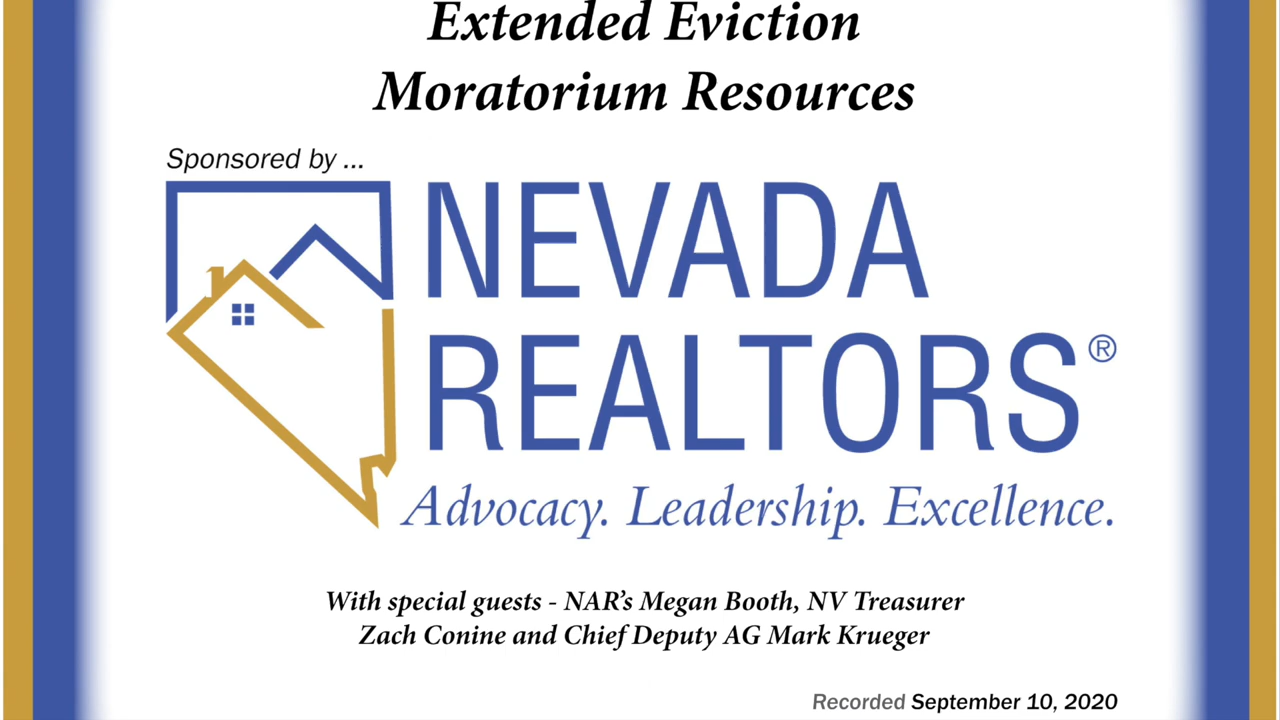 Extended Eviction
Moratorium Resources
Sponsored by ...
NEVADA
REALTORS®
Advocacy. Leadership. Excellence.
With special guests - NAR’s Megan Booth, NV Treasurer
Zach Conine and Chief Deputy AG Mark Krueger
Recorded September 10, 2020